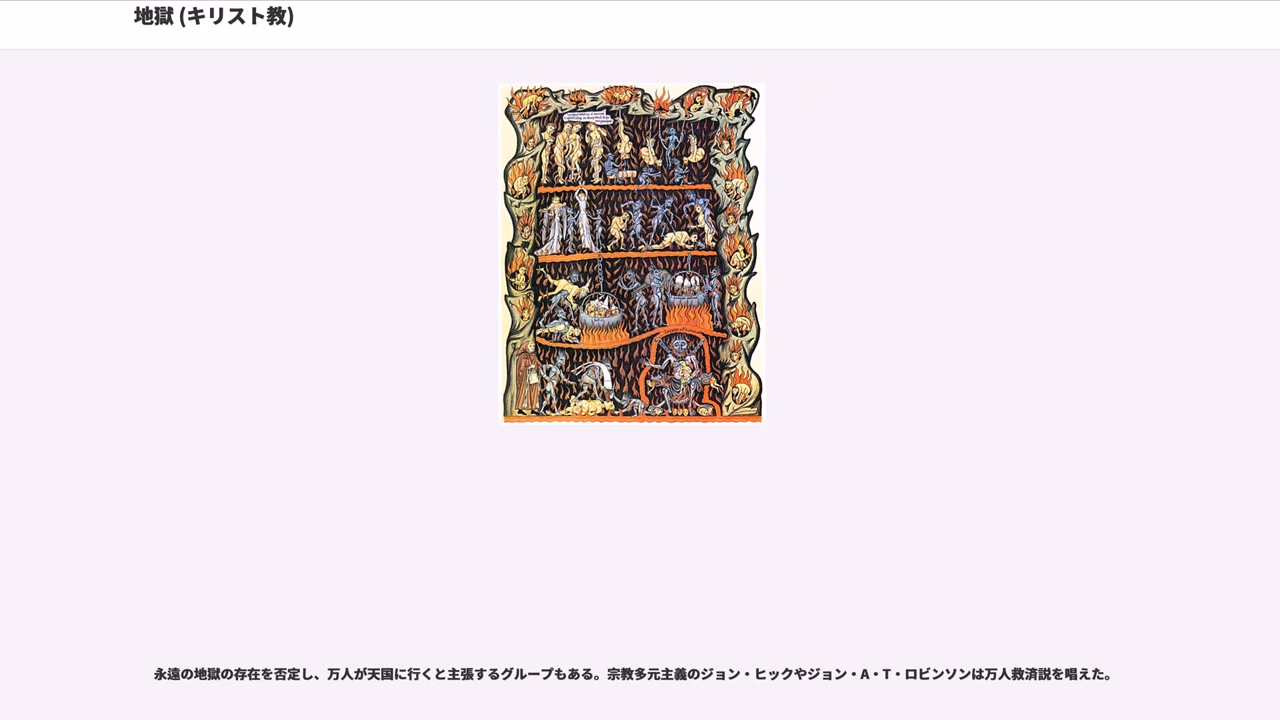 地獄 (キリスト教)
永遠の地獄の存在を否定し、万人が天国に行くと主張するグループもある。宗教多元主義のジョン・ヒックやジョン・A・T・ロビンソンは万人救済説を唱えた。